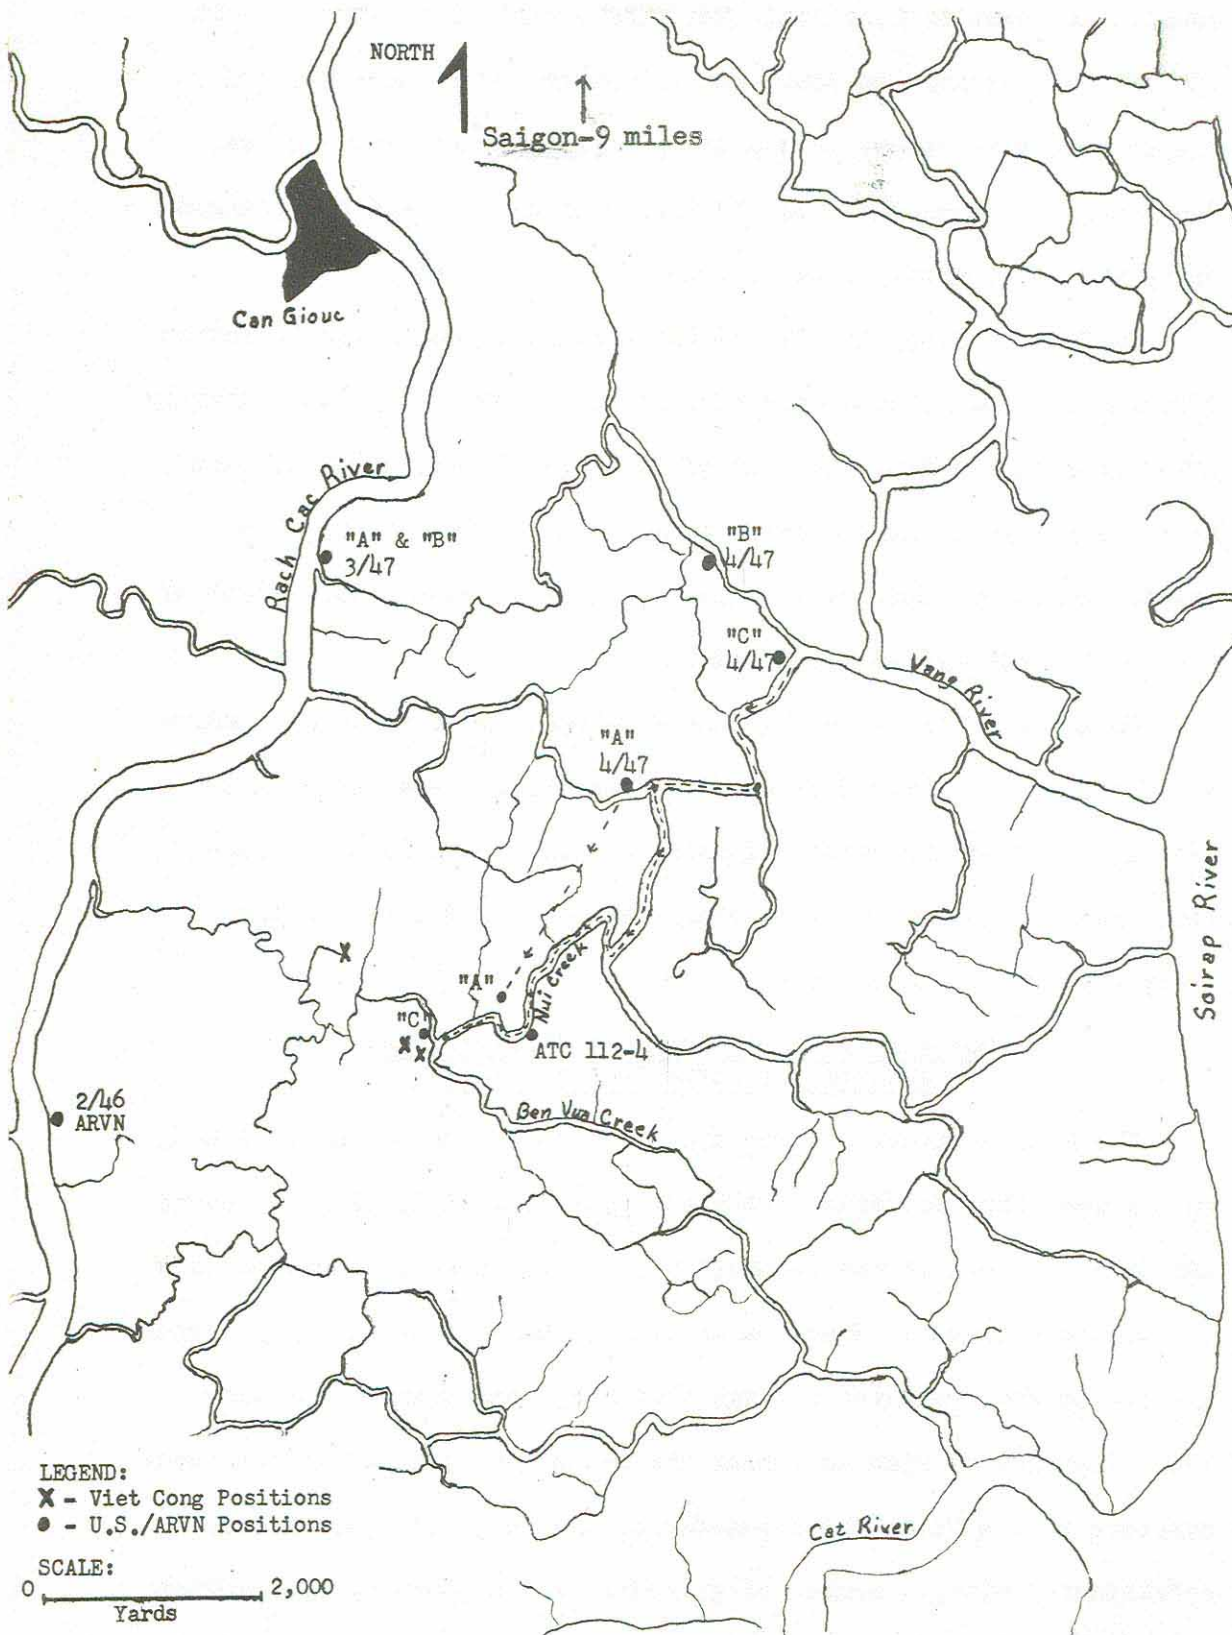 NORTH
Saigon-9 miles
Can Giouc
Rach Cac River
"A" & "B"
3/47
"B"
4/47
"C"
4/47
Vang River
"A"
4/47
Soirap River
"A"
Nui Creek
"C"
ATC 112-4
2/46
ARVN
Ben Vua Creek
LEGEND:
X - Viet Cong Positions
● - U.S./ARVN Positions
SCALE:
0 2,000
Yards
Cat River